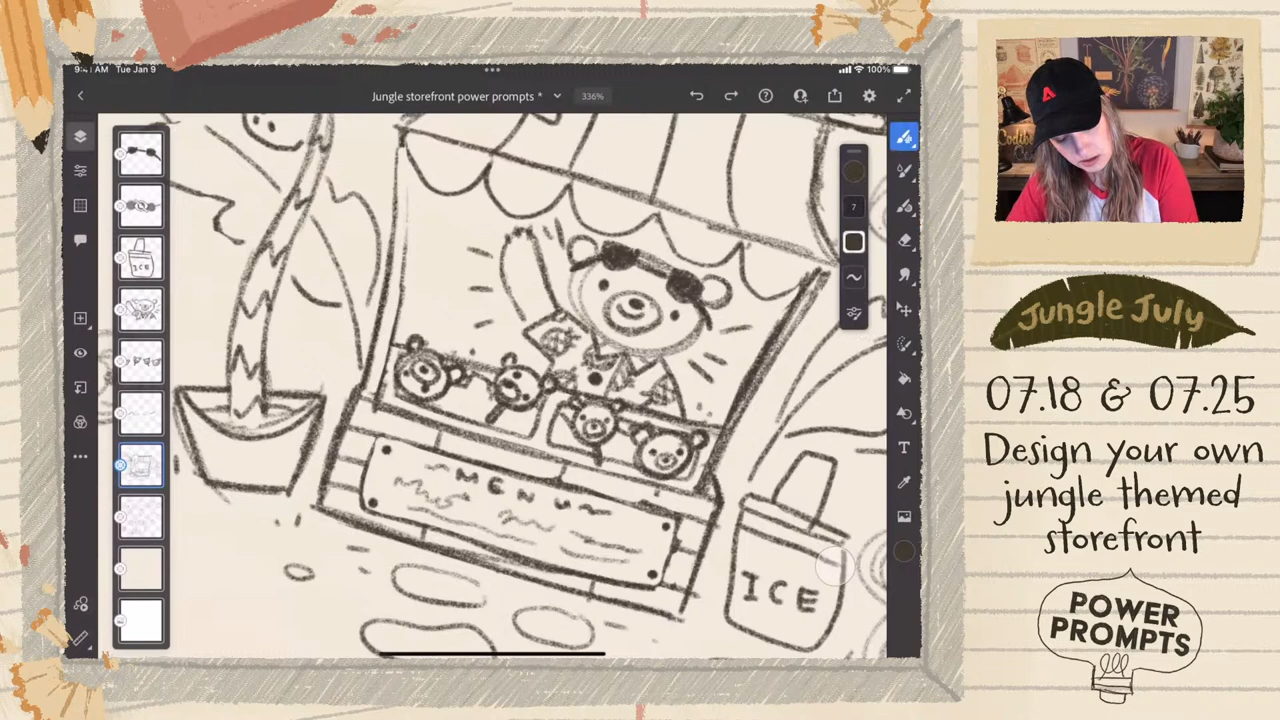 9:41 AM Tue Jan 9
100%
Jungle storefront power prompts *
336%
7
T
ICE
MENU
ICE
A
Jungle July
07.18 & 07.25
Design your own
jungle themed
storefront
POWER
PROMPTS